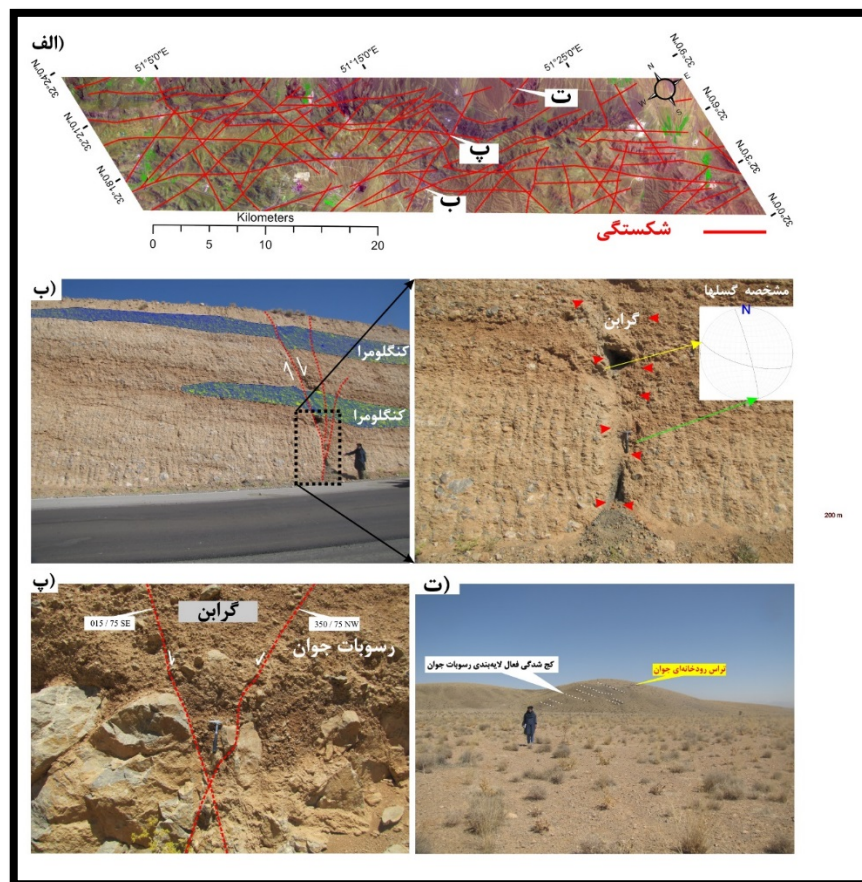 الف)
51°5'0"E
51°15'0"E
51°25'0"E
32°9'0"N
32°6'0"N
32°3'0"N
32°0'0"N
32°24'0"N
32°21'0"N
32°18'0"N
N
E
W
S
ت
پ
ب
Kilometers
0 5 10 20
شکستگی
ب)
کنگلومرا
کنگلومرا
مشخصه گسلها
گرابن
N
200 m
پ)
گرابن
015 / 75 SE
350 / 75 NW
رسوبات جوان
ت)
کج شدگی فعال لایه‌بندی رسوبات جوان
تراس رودخانه‌ای جوان